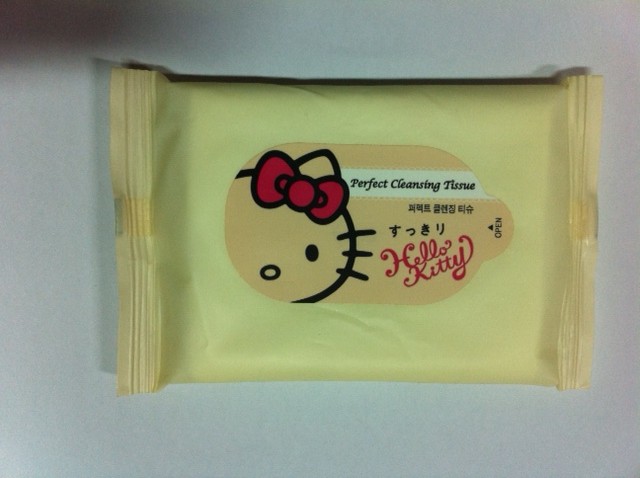 Perfect Cleansing Tissue
퍼펙트 클렌징 티슈
すっきり
Hello
Kitty
OPEN